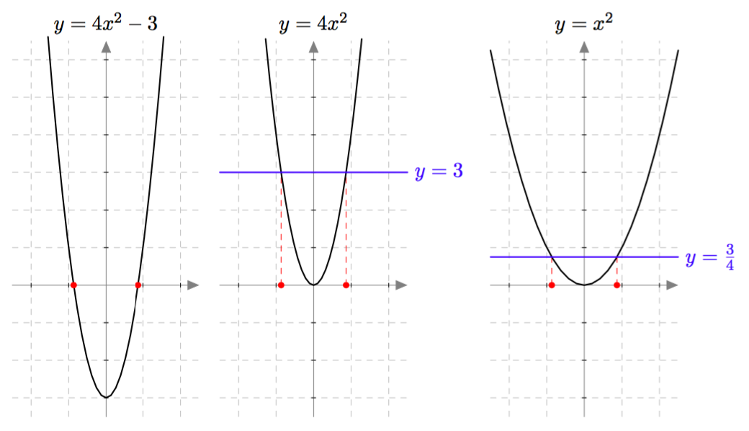 y = 4x² − 3
y = 4x²
y = x²
y = 3
y = 3/4